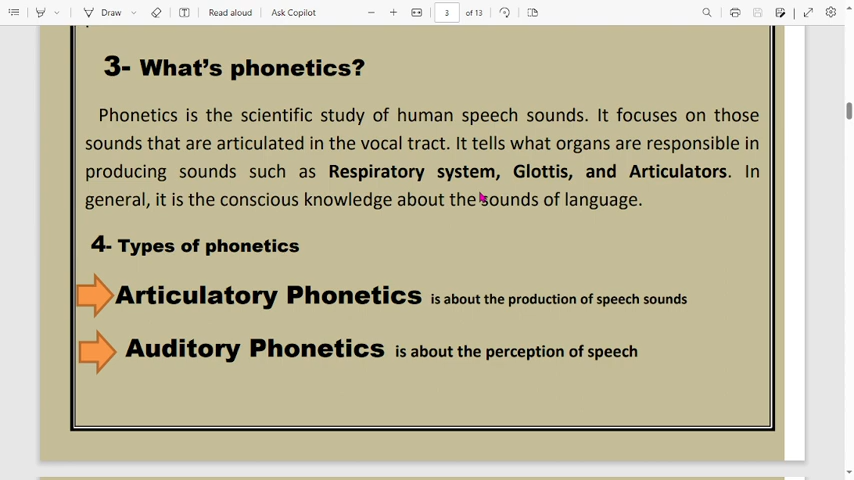 Draw
Read aloud
Ask Copilot
3
of 13
3- What's phonetics?
Phonetics is the scientific study of human speech sounds. It focuses on those
sounds that are articulated in the vocal tract. It tells what organs are responsible in
producing sounds such as Respiratory system, Glottis, and Articulators. In
general, it is the conscious knowledge about the sounds of language.
4- Types of phonetics
Articulatory Phonetics is about the production of speech sounds
Auditory Phonetics is about the perception of speech